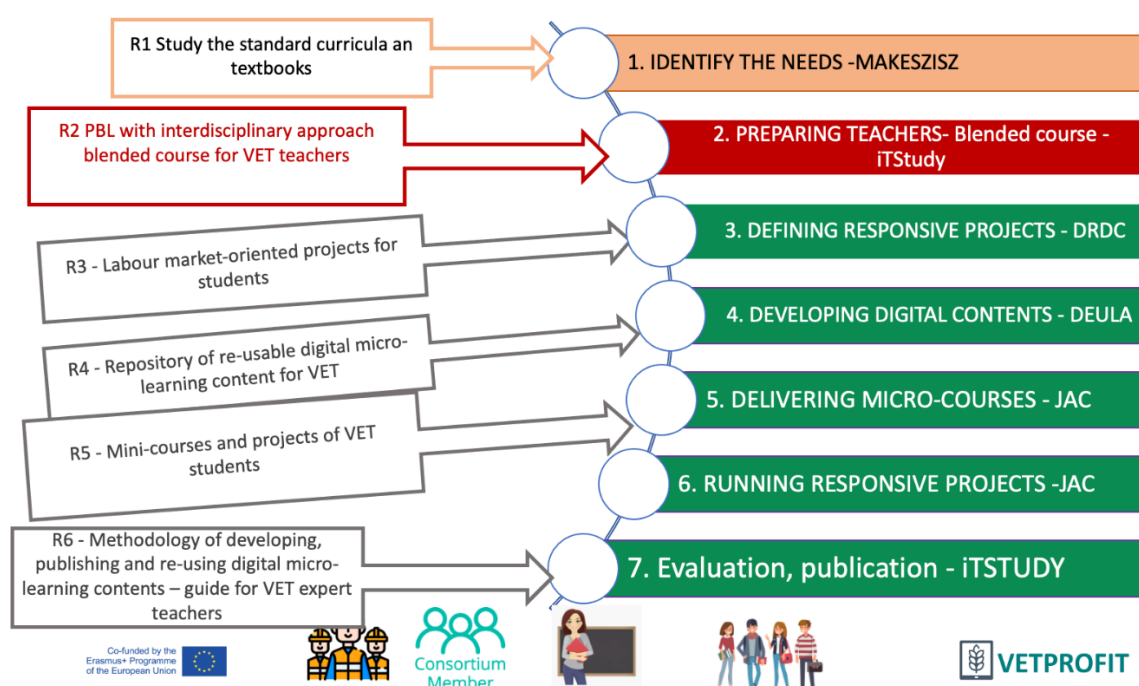 R1 Study the standard curricula an
textbooks
1. IDENTIFY THE NEEDS -MAKESZISZ
R2 PBL with interdisciplinary approach
blended course for VET teachers
2. PREPARING TEACHERS- Blended course -
iTStudy
3. DEFINING RESPONSIVE PROJECTS - DRDC
R3 - Labour market-oriented projects for
students
4. DEVELOPING DIGITAL CONTENTS - DEULA
R4 - Repository of re-usable digital micro-
learning content for VET
5. DELIVERING MICRO-COURSES - JAC
R5 - Mini-courses and projects of VET
students
6. RUNNING RESPONSIVE PROJECTS -JAC
R6 - Methodology of developing,
publishing and re-using digital micro-
learning contents – guide for VET expert
teachers
7. Evaluation, publication - iTSTUDY
Co-funded by the
Erasmus+ Programme
of the European Union
Consortium
Member
VETPROFIT